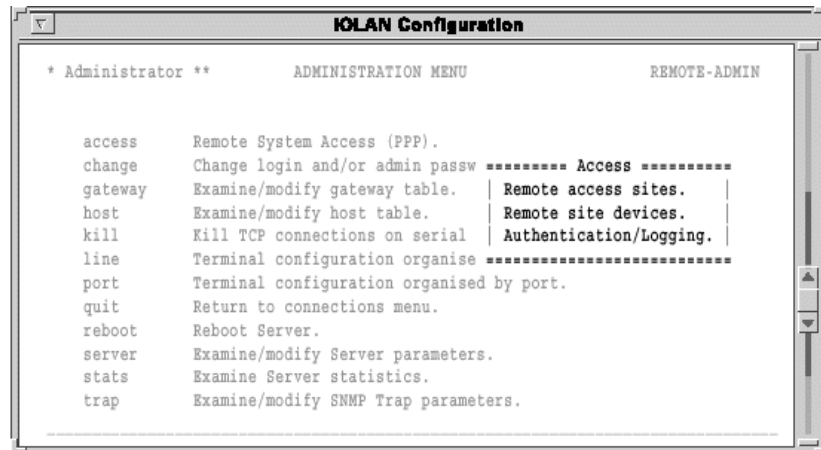 IOLAN Configuration
* Administrator ** ADMINISTRATION MENU REMOTE-ADMIN
access Remote System Access (PPP).
change Change login and/or admin passw ========= Access ==========
gateway Examine/modify gateway table. | Remote access sites. |
host Examine/modify host table. | Remote site devices. |
kill Kill TCP connections on serial | Authentication/Logging. |
line Terminal configuration organise ===========================
port Terminal configuration organised by port.
quit Return to connections menu.
reboot Reboot Server.
server Examine/modify Server parameters.
stats Examine Server statistics.
trap Examine/modify SNMP Trap parameters.